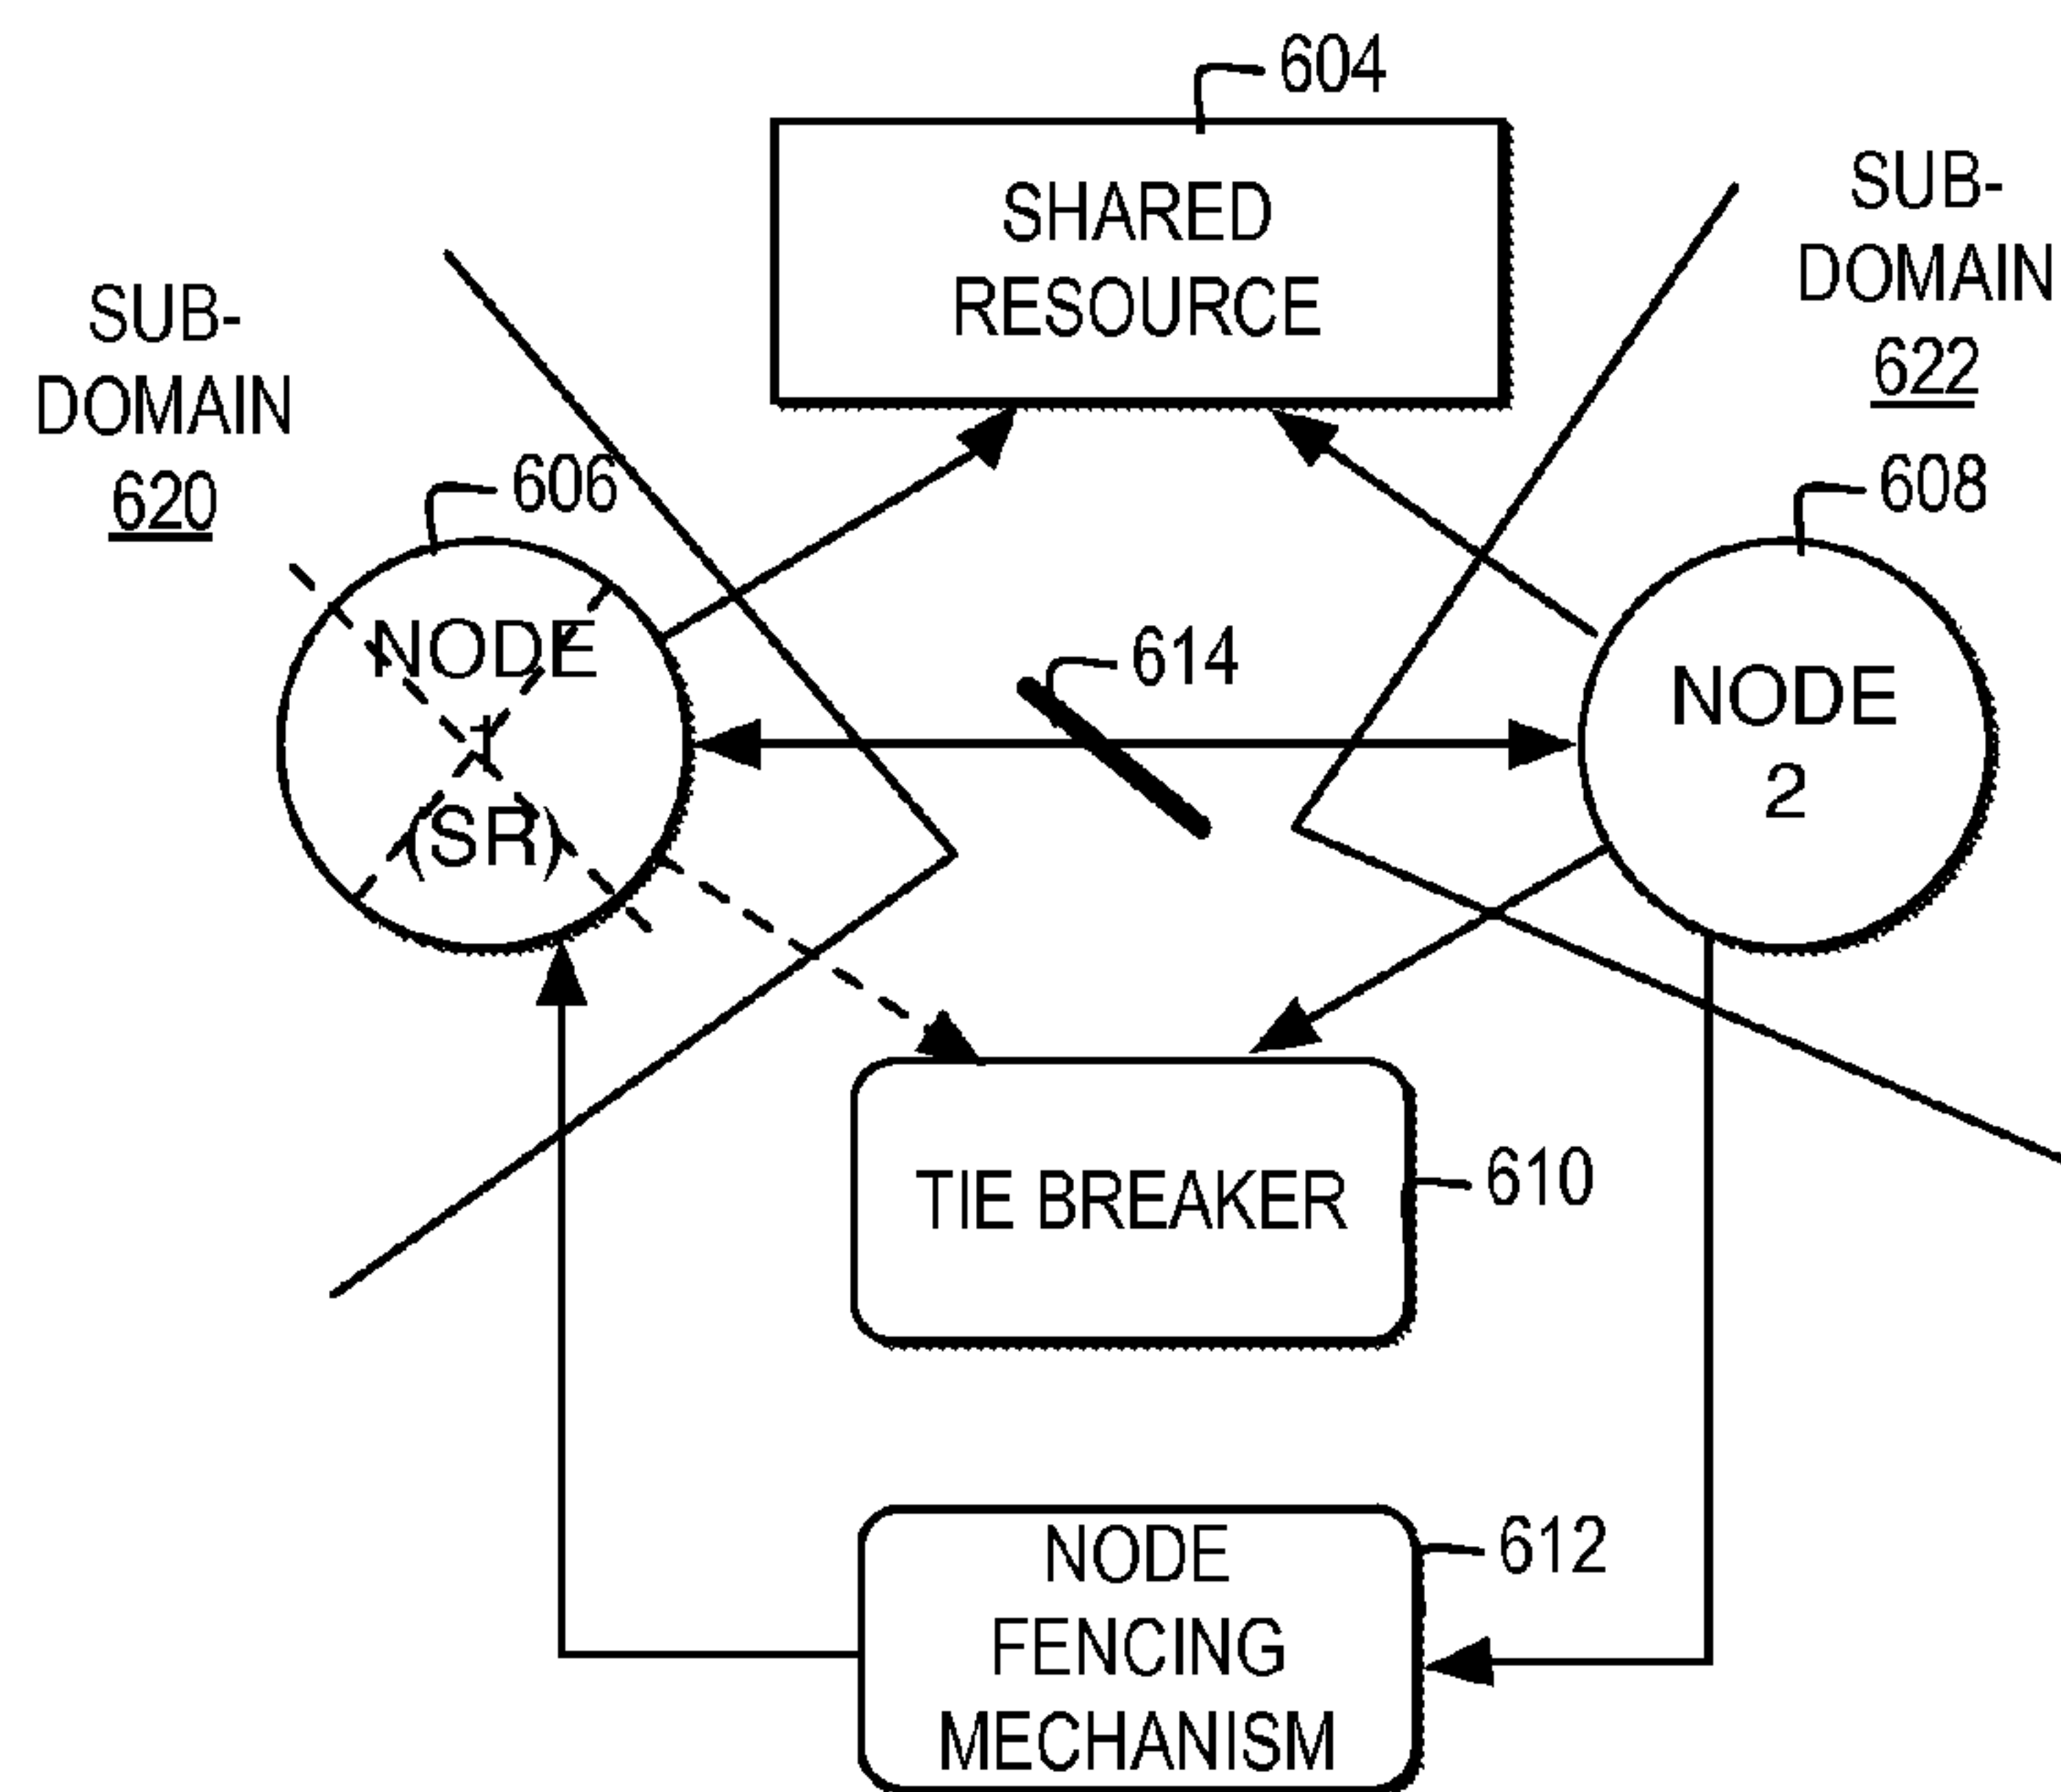 604
SHARED
RESOURCE
SUB-
DOMAIN
620
SUB-
DOMAIN
622
606
608
NODE
1
(SR)
614
NODE
2
TIE BREAKER
610
NODE
FENCING
MECHANISM
612